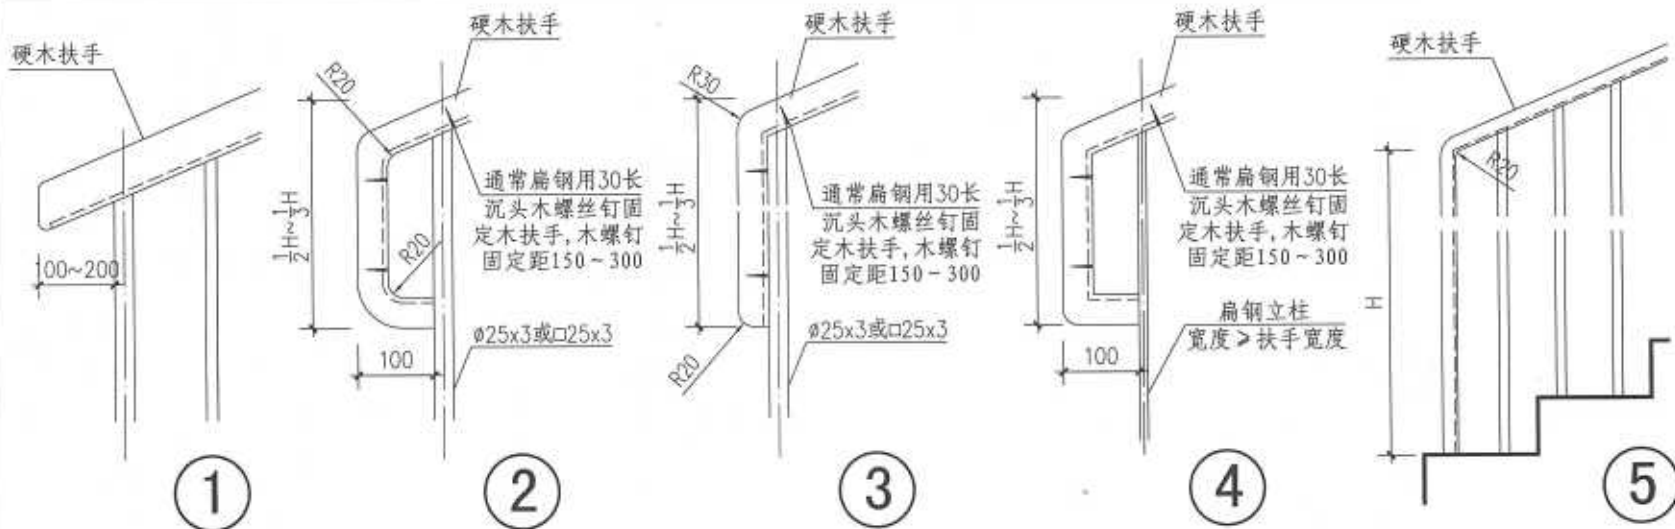 硬木扶手
100~200
1
硬木扶手
R20
1/2H~1/3H
通常扁钢用30长
沉头木螺丝钉固
定木扶手,木螺钉
固定距150~300
R20
100
ø25x3或□25x3
2
硬木扶手
R30
1/2H~1/3H
通常扁钢用30长
沉头木螺丝钉固
定木扶手,木螺钉
固定距150-300
R20
ø25x3或□25x3
3
硬木扶手
1/2H~1/3H
通常扁钢用30长
沉头木螺丝钉固
定木扶手,木螺钉
固定距150~300
100
扁钢立柱
宽度≥扶手宽度
4
硬木扶手
R20
H
5